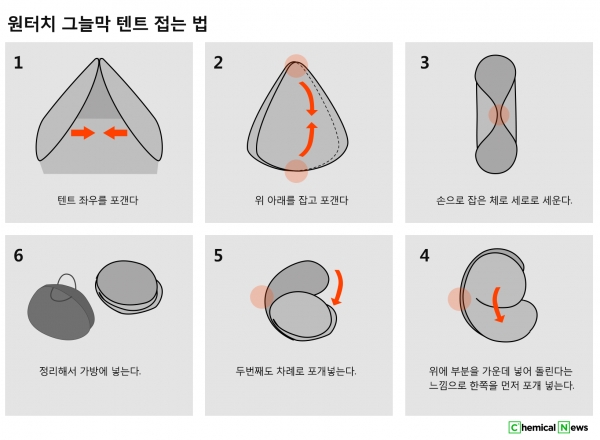 원터치 그늘막 텐트 접는 법
1
텐트 좌우를 포갠다
2
위 아래를 잡고 포갠다
3
손으로 잡은 체로 세로로 세운다.
6
정리해서 가방에 넣는다.
5
두번째도 차례로 포개넣는다.
4
위에 부분을 가운데 넣어 돌린다는
느낌으로 한쪽을 먼저 포개 넣는다.
Chemical News